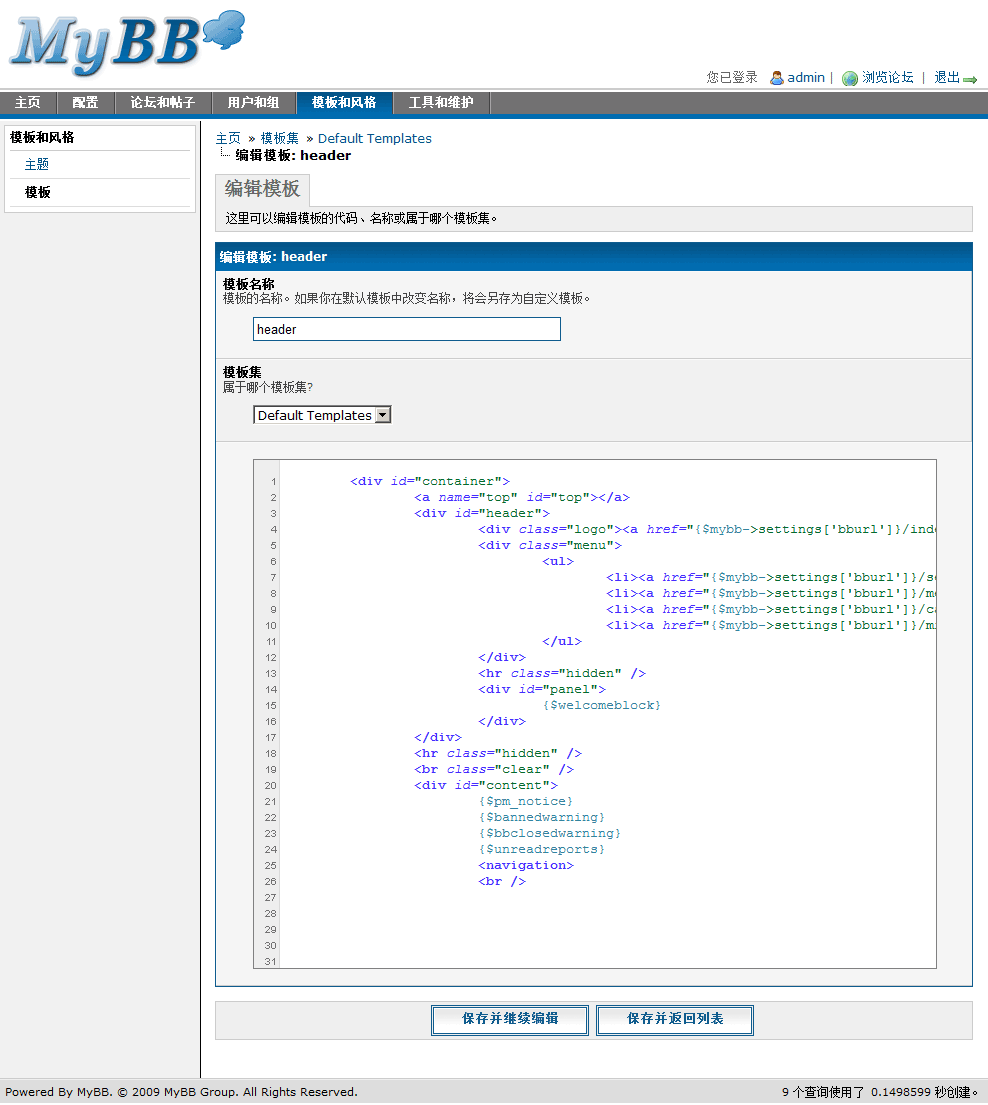 MyBB
您已登录 admin | 浏览论坛 | 退出
主页 配置 论坛和帖子 用户和组 模板和风格 工具和维护
模板和风格
主题
模板
主页 » 模板集 » Default Templates
编辑模板: header
编辑模板
这里可以编辑模板的代码、名称或属于哪个模板集。
编辑模板: header
模板名称
模板的名称。如果你在默认模板中改变名称，将会另存为自定义模板。
header
模板集
属于哪个模板集?
Default Templates
1 <div id="container">
2 <a name="top" id="top"></a>
3 <div id="header">
4 <div class="logo"><a href="{$mybb->settings['bburl']}/inde
5 <div class="menu">
6 <ul>
7 <li><a href="{$mybb->settings['bburl']}/se
8 <li><a href="{$mybb->settings['bburl']}/me
9 <li><a href="{$mybb->settings['bburl']}/ca
10 <li><a href="{$mybb->settings['bburl']}/mi
11 </ul>
12 </div>
13 <hr class="hidden" />
14 <div id="panel">
15 {$welcomeblock}
16 </div>
17 </div>
18 <hr class="hidden" />
19 <br class="clear" />
20 <div id="content">
21 {$pm_notice}
22 {$bannedwarning}
23 {$bbclosedwarning}
24 {$unreadreports}
25 <navigation>
26 <br />
27
28
29
30
31
保存并继续编辑 保存并返回列表
Powered By MyBB. © 2009 MyBB Group. All Rights Reserved. 9 个查询使用了 0.1498599 秒创建。